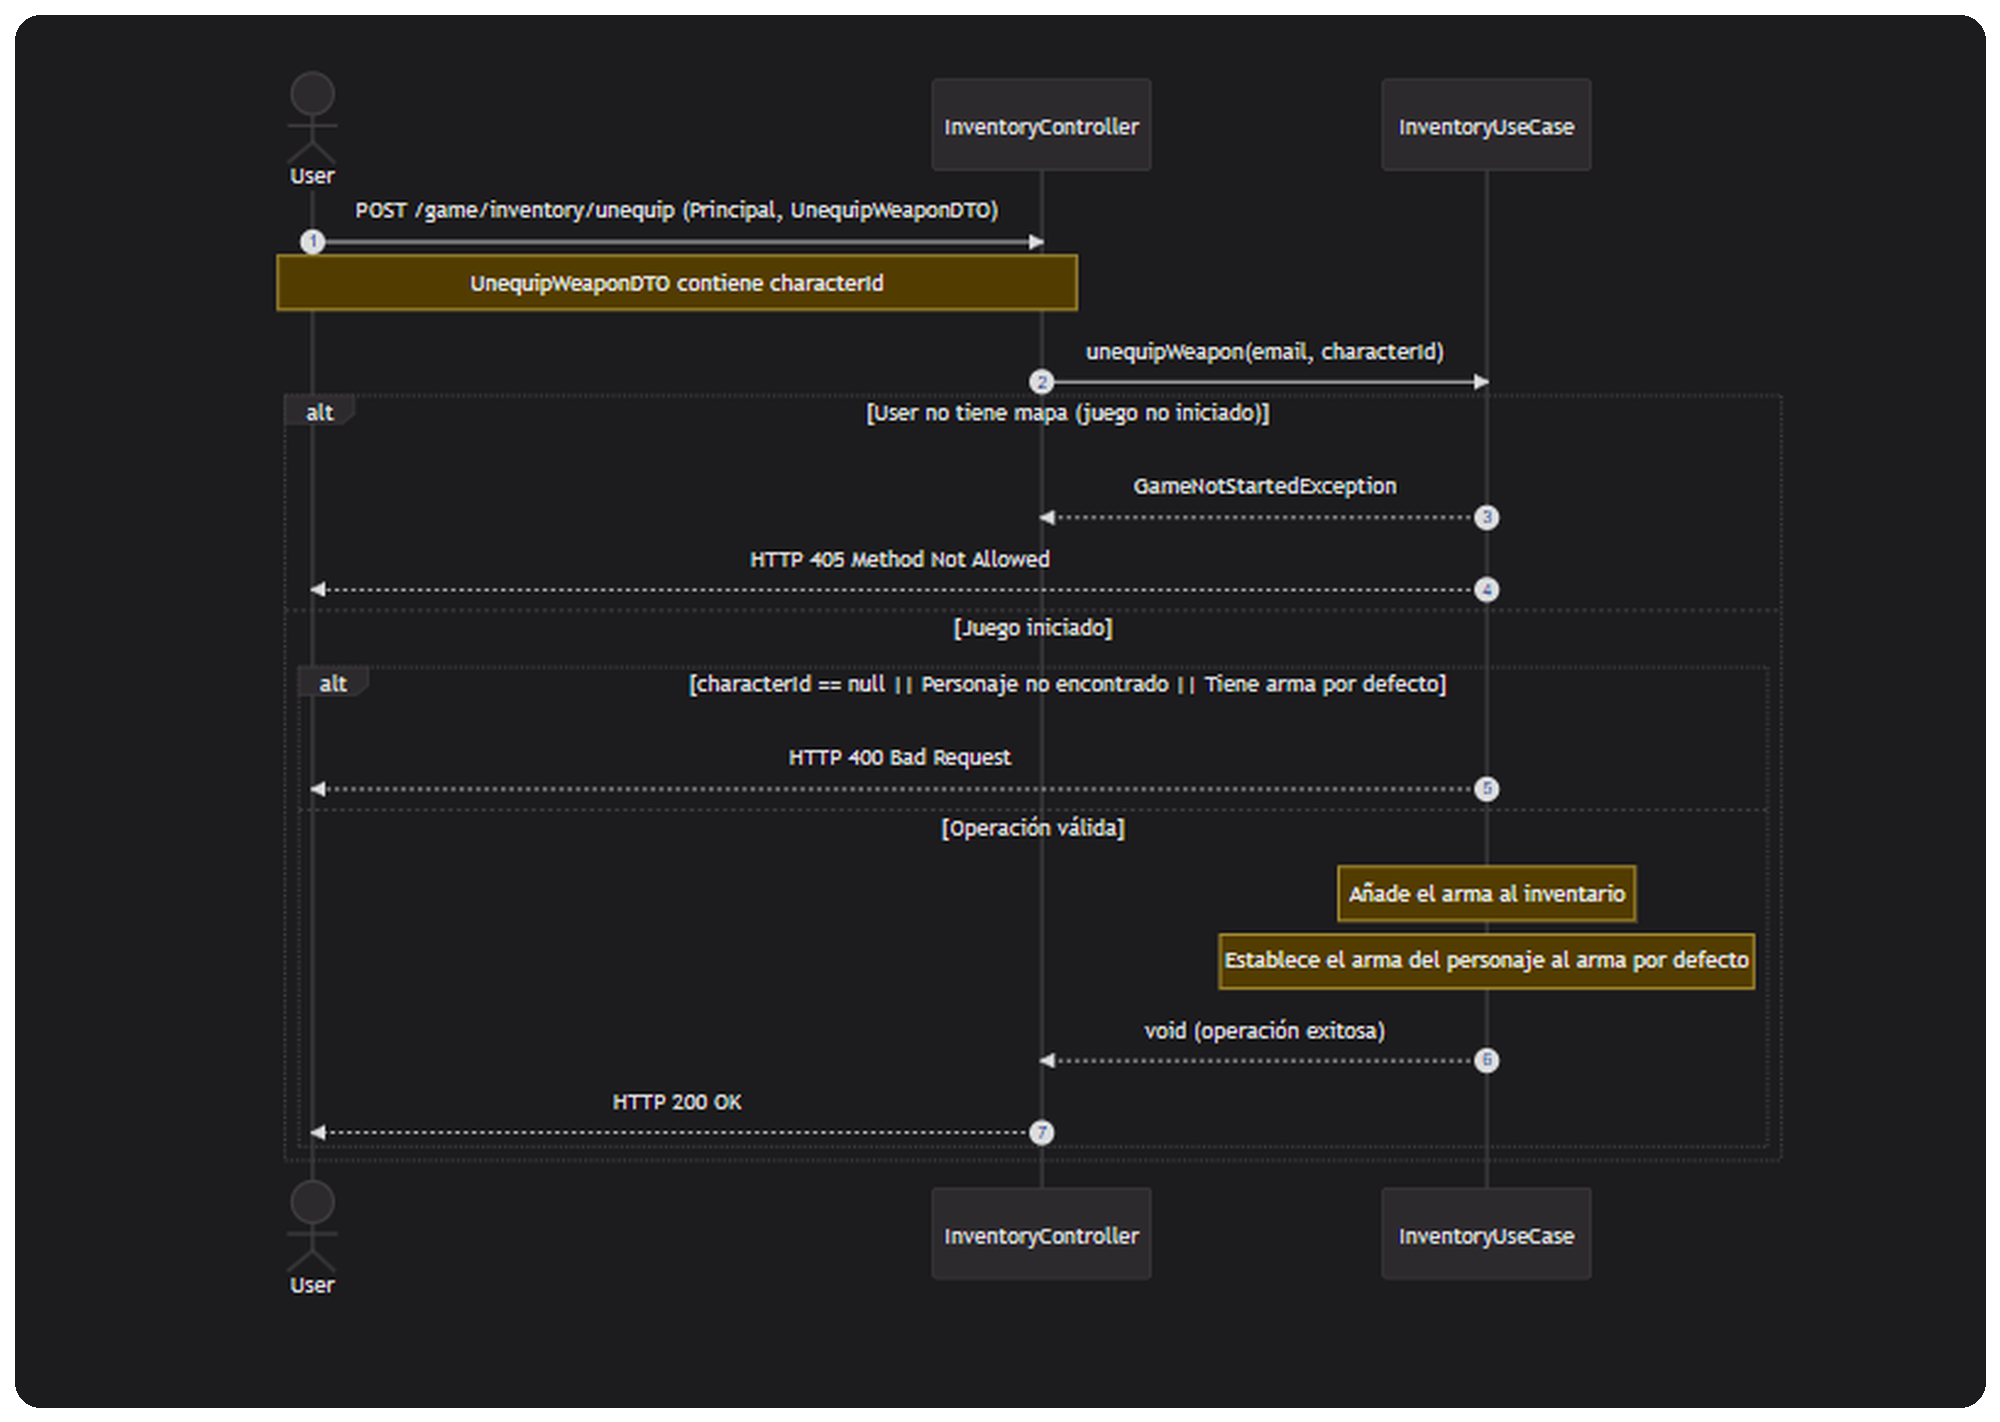 InventoryController
InventoryUseCase
User
POST /game/inventory/unequip (Principal, UnequipWeaponDTO)
1
UnequipWeaponDTO contiene characterId
unequipWeapon(email, characterId)
2
alt
[User no tiene mapa (juego no iniciado)]
GameNotStartedException
3
HTTP 405 Method Not Allowed
4
[Juego iniciado]
alt
[characterId == null || Personaje no encontrado || Tiene arma por defecto]
HTTP 400 Bad Request
5
[Operación válida]
Añade el arma al inventario
Establece el arma del personaje al arma por defecto
void (operación exitosa)
6
HTTP 200 OK
7
InventoryController
InventoryUseCase
User